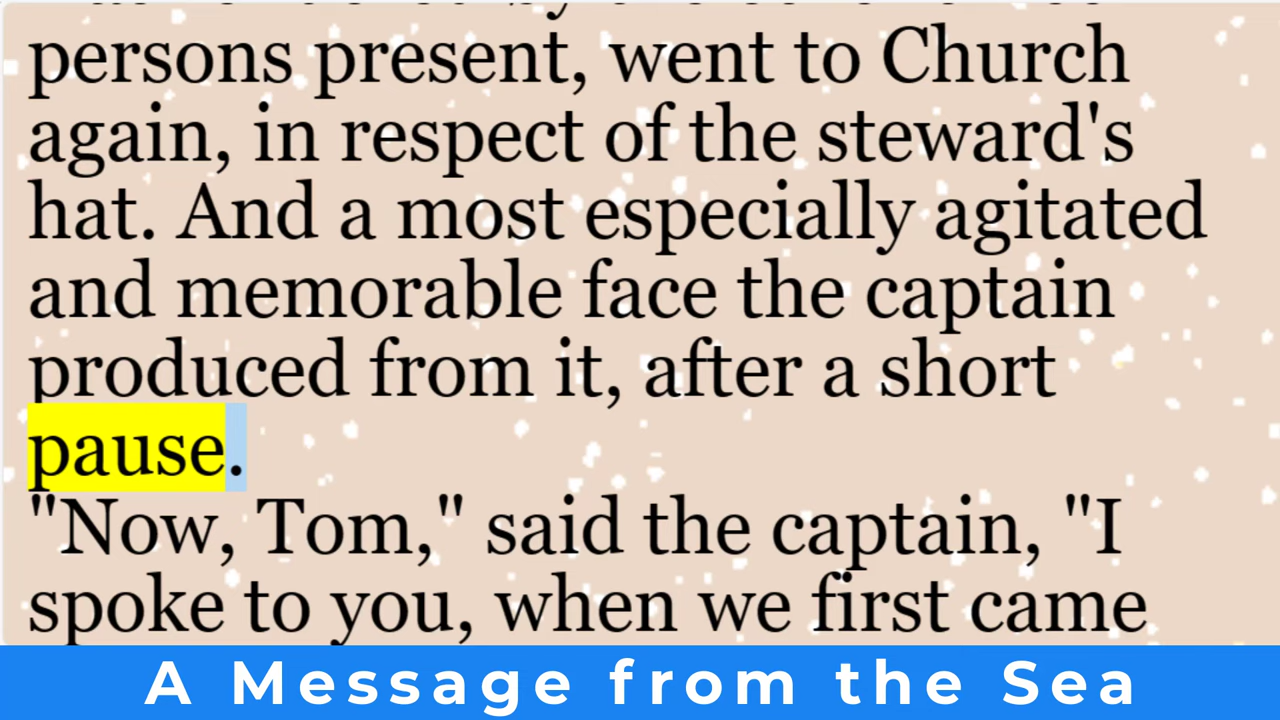 persons present, went to Church
again, in respect of the steward's
hat. And a most especially agitated
and memorable face the captain
produced from it, after a short
pause.
"Now, Tom," said the captain, "I
spoke to you, when we first came
A Message from the Sea